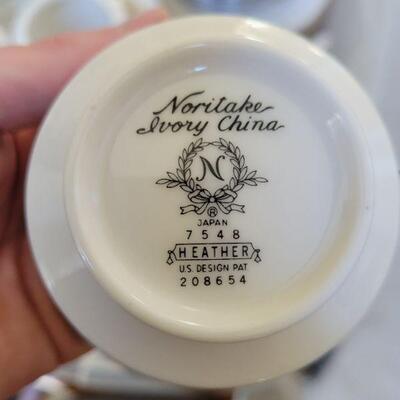 Noritake
Ivory China
N
®
JAPAN
7548
HEATHER
U.S. DESIGN PAT
208654